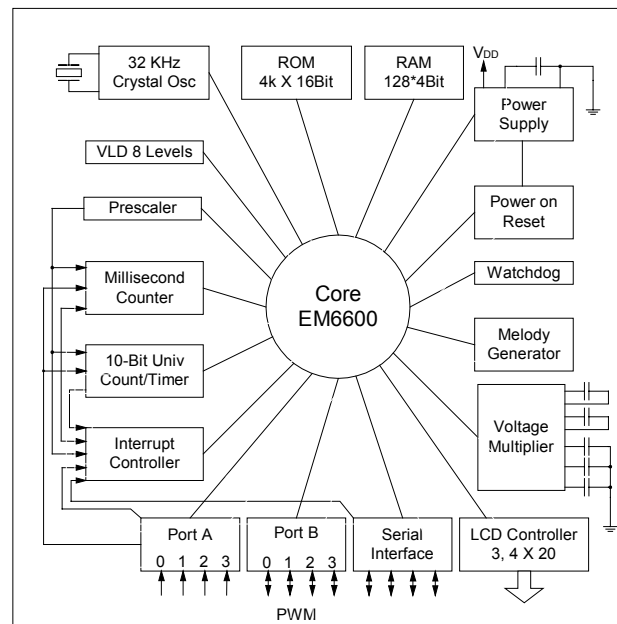 32 KHz
Crystal Osc
ROM
4k X 16Bit
RAM
128*4Bit
VDD
Power
Supply
VLD 8 Levels
Prescaler
Power on
Reset
Millisecond
Counter
Core
EM6600
Watchdog
10-Bit Univ
Count/Timer
Melody
Generator
Interrupt
Controller
Voltage
Multiplier
Port A
0 1 2 3
Port B
0 1 2 3
Serial
Interface
LCD Controller
3, 4 X 20
PWM